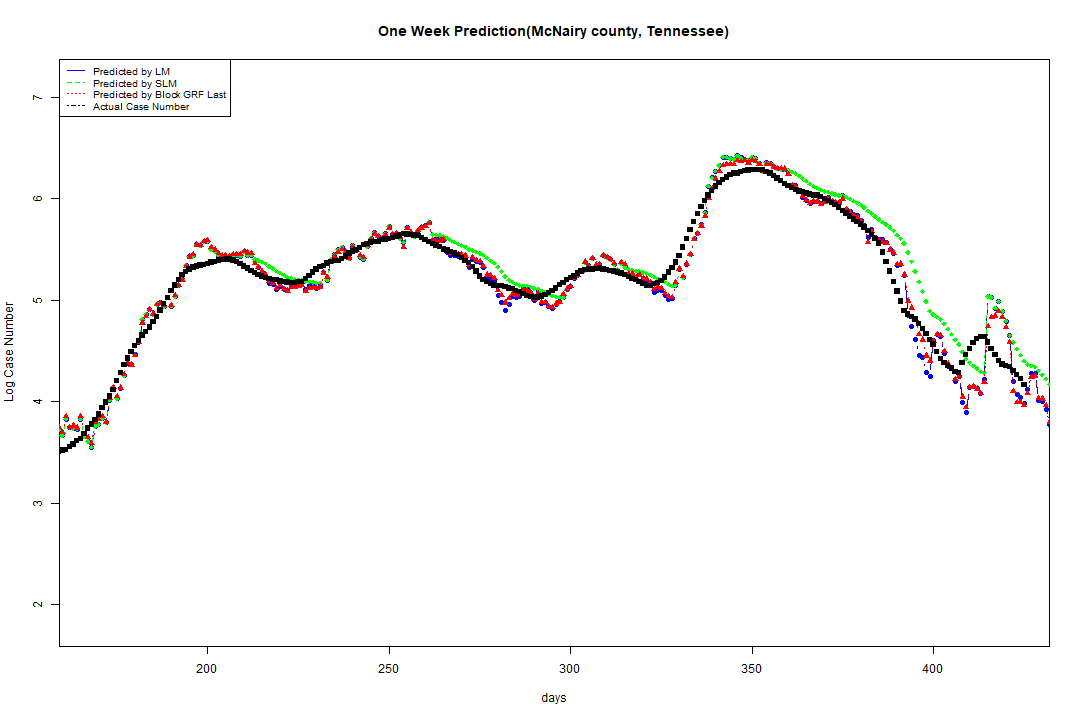 One Week Prediction(McNairy county, Tennessee)
Predicted by LM
Predicted by SLM
Predicted by Block GRF Last
Actual Case Number
7
6
5
4
3
2
Log Case Number
200 250 300 350 400
days